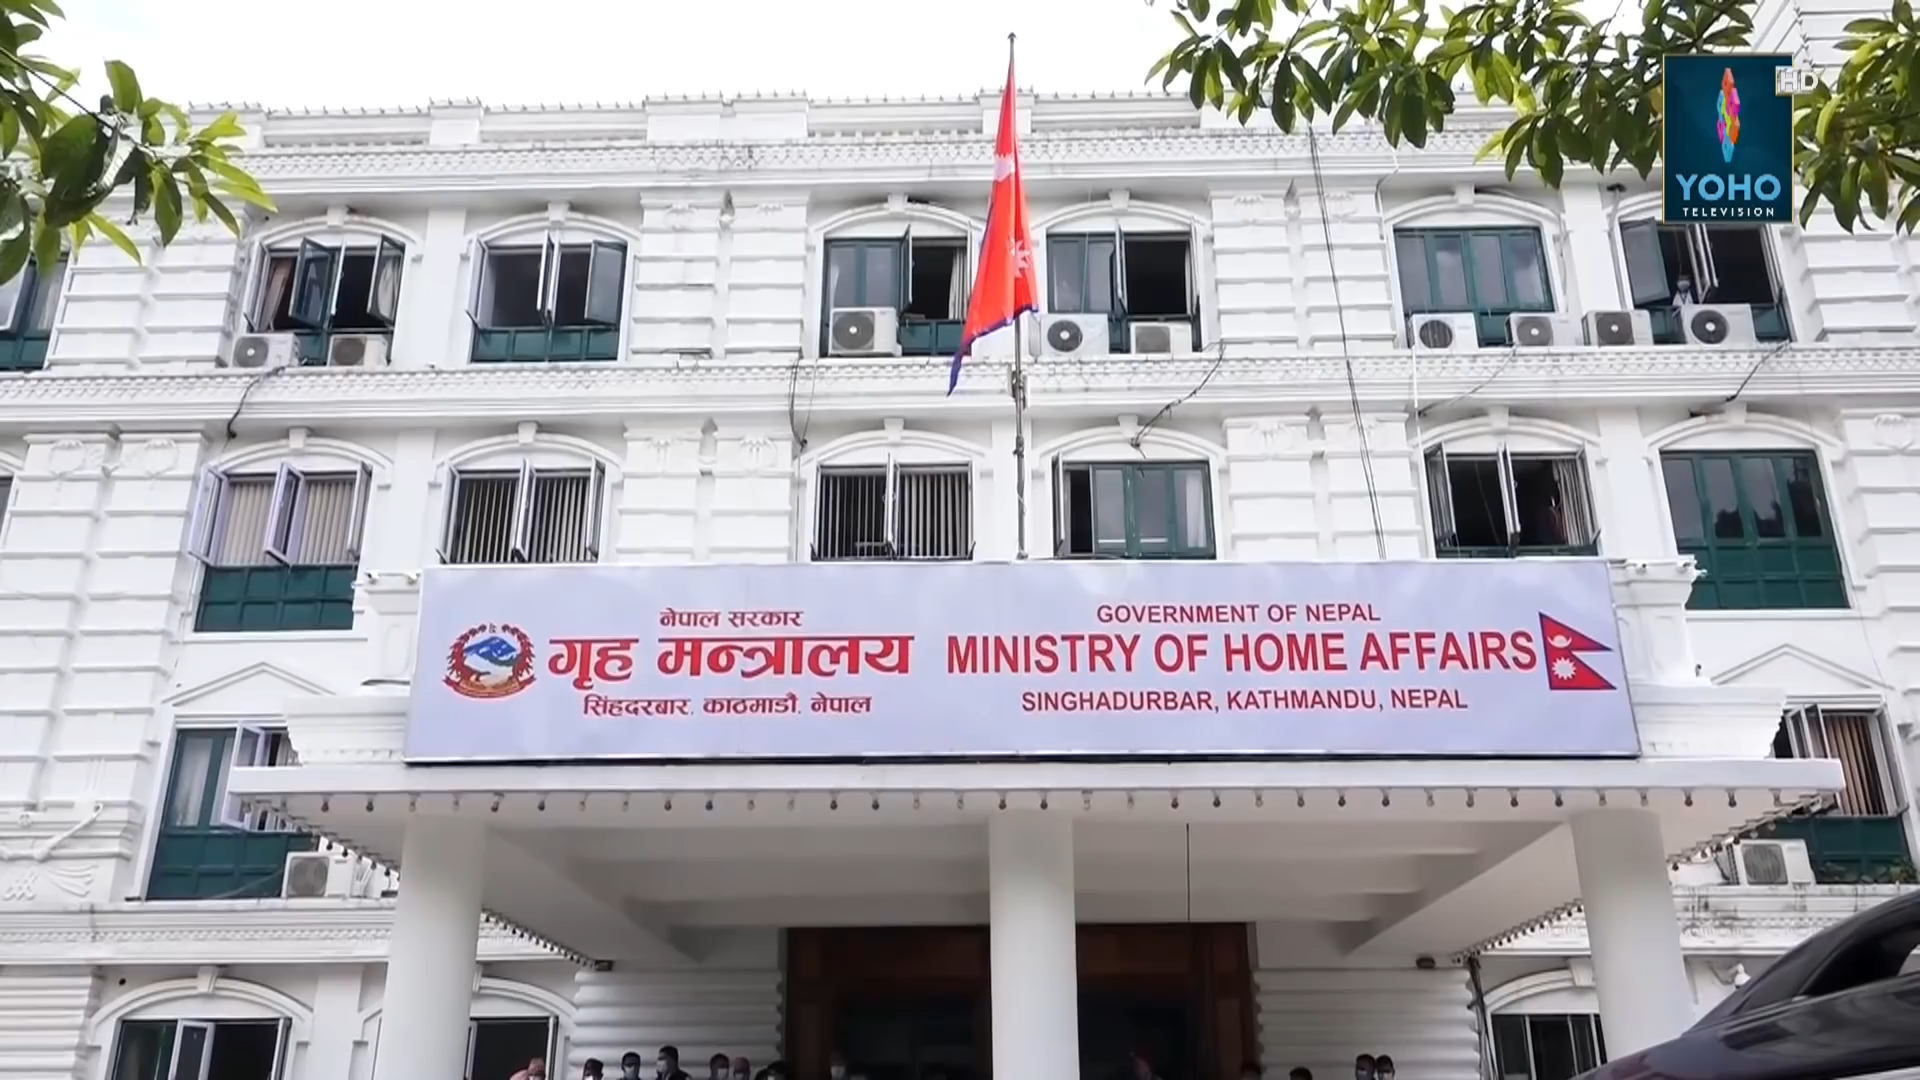 HD
YOHO
TELEVISION
नेपाल सरकार
गृह मन्त्रालय
सिंहदरबार, काठमाडौं, नेपाल
GOVERNMENT OF NEPAL
MINISTRY OF HOME AFFAIRS
SINGHADURBAR, KATHMANDU, NEPAL